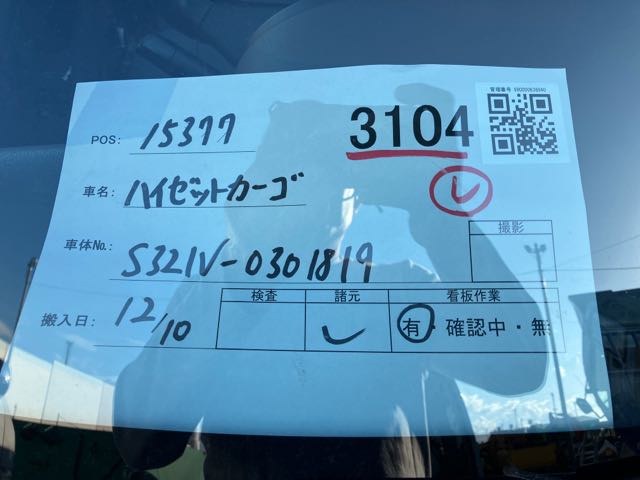 管理番号
POS: 15377
3104
レ
車名: ハイゼットカーゴ
撮影
車体No.: S321V-0301819
搬入日: 12/10
検査 諸元 看板作業
レ 有・確認中・無